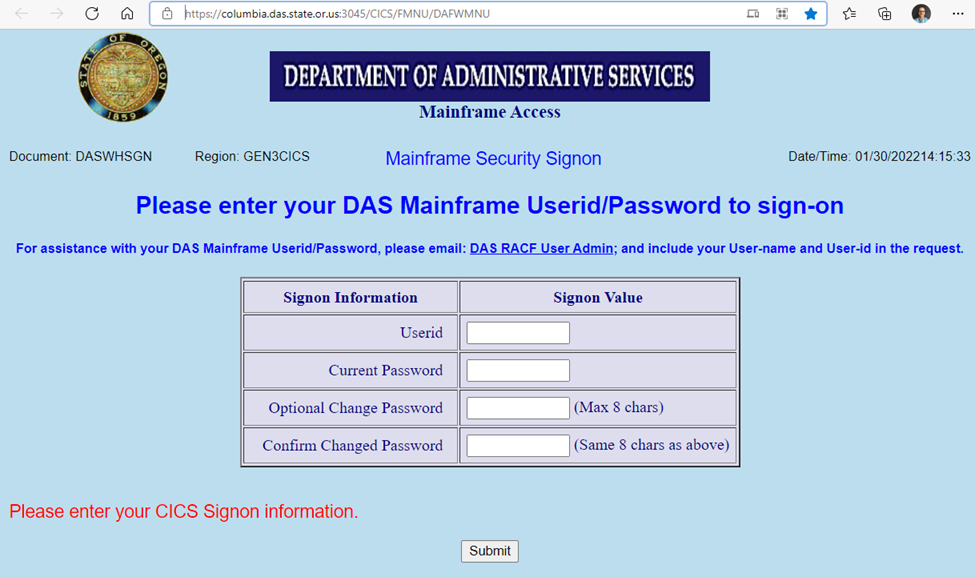 https://columbia.das.state.or.us:3045/CICS/FMNU/DAFWMNU
STATE OF OREGON
1859
DEPARTMENT OF ADMINISTRATIVE SERVICES
Mainframe Access
Document: DASWHSGN Region: GEN3CICS Mainframe Security Signon Date/Time: 01/30/202214:15:33
Please enter your DAS Mainframe Userid/Password to sign-on
For assistance with your DAS Mainframe Userid/Password, please email: DAS RACF User Admin; and include your User-name and User-id in the request.
Signon Information Signon Value
Userid
Current Password
Optional Change Password (Max 8 chars)
Confirm Changed Password (Same 8 chars as above)
Please enter your CICS Signon information.
Submit